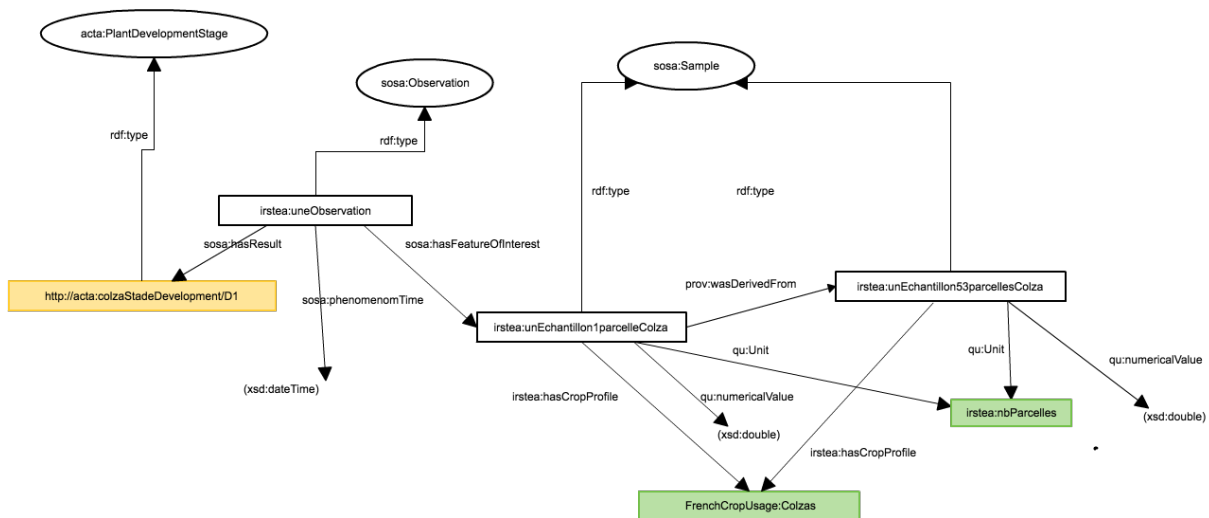 acta:PlantDevelopmentStage
sosa:Sample
sosa:Observation
rdf:type
rdf:type
rdf:type
rdf:type
irstea:uneObservation
sosa:hasResult
sosa:hasFeatureOfInterest
http://acta:colzaStadeDevelopment/D1
sosa:phenomenomTime
prov:wasDerivedFrom
irstea:unEchantillon53parcellesColza
irstea:unEchantillon1parcelleColza
qu:Unit
qu:Unit
qu:numericalValue
(xsd:dateTime)
irstea:hasCropProfile
qu:numericalValue
irstea:nbParcelles
(xsd:double)
(xsd:double)
irstea:hasCropProfile
FrenchCropUsage:Colzas